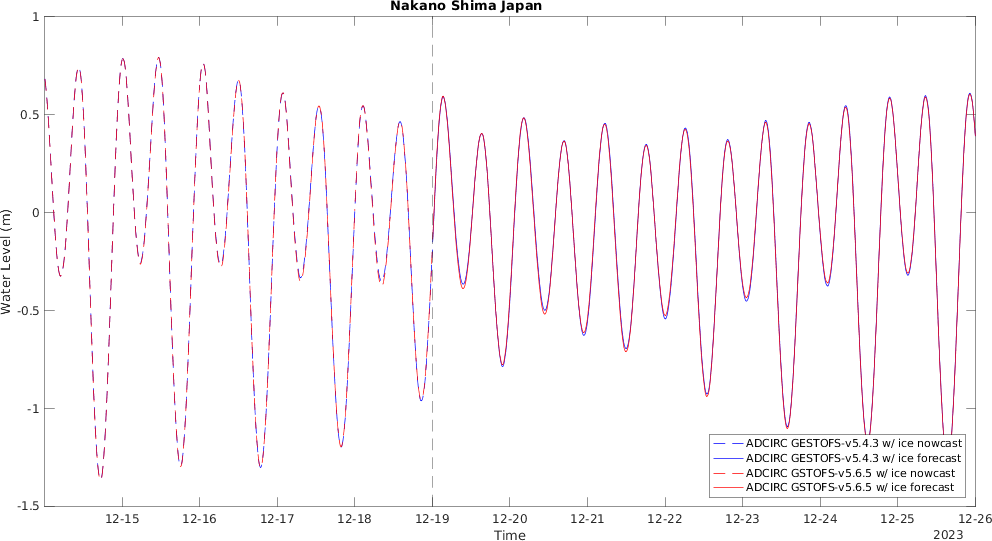 Nakano Shima Japan
1
0.5
0
-0.5
-1
-1.5
Water Level (m)
12-15
12-16
12-17
12-18
12-19
12-20
12-21
12-22
12-23
12-24
12-25
12-26
Time
2023
ADCIRC GESTOFS-v5.4.3 w/ ice nowcast
ADCIRC GESTOFS-v5.4.3 w/ ice forecast
ADCIRC GSTOFS-v5.6.5 w/ ice nowcast
ADCIRC GSTOFS-v5.6.5 w/ ice forecast